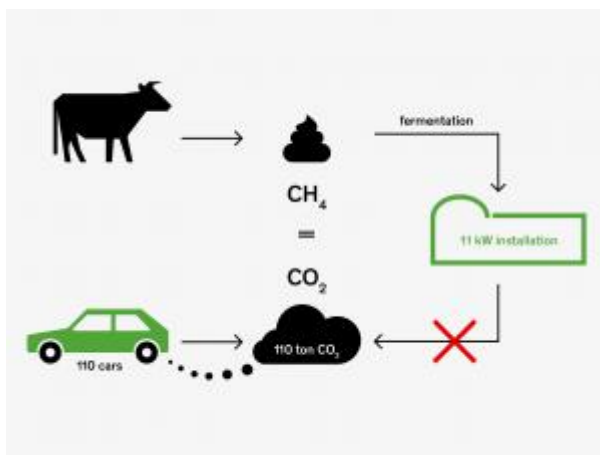 fermentation
CH₄
=
11 kW installation
CO₂
110 ton CO₂
110 cars